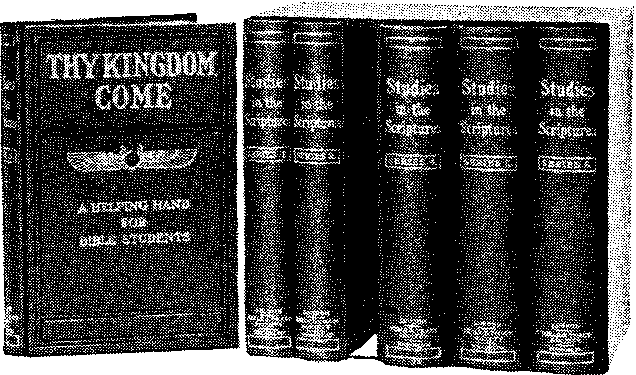 THY KINGDOM
COME
A HELPING HAND
FOR
BIBLE STUDENTS
Studies
in the
Scriptures
Studies
in the
Scriptures
Studies
in the
Scriptures
Studies
in the
Scriptures
Studies
in the
Scriptures